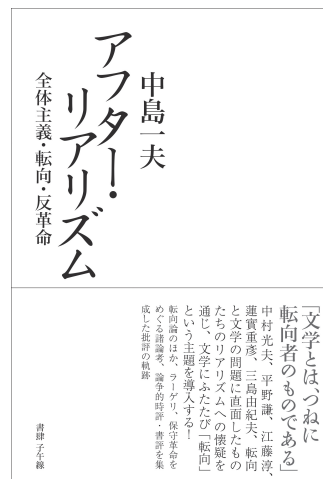 中島一夫
アフター・
リアリズム
全体主義・転向・反革命
「文学とは、つねに
転向者のものである」
中村光夫、平野謙、江藤淳、
蓮實重彦、三島由紀夫、転向
と文学の問題に直面したもの
たちのリアリズムへの懐疑を
通じ、文学にふたたび「転向」
という主題を導入する！
転向論のほか、ラーゲリ、保守革命を
めぐる諸論考、論争的時評・書評を集
成した批評の軌跡
書肆子午線